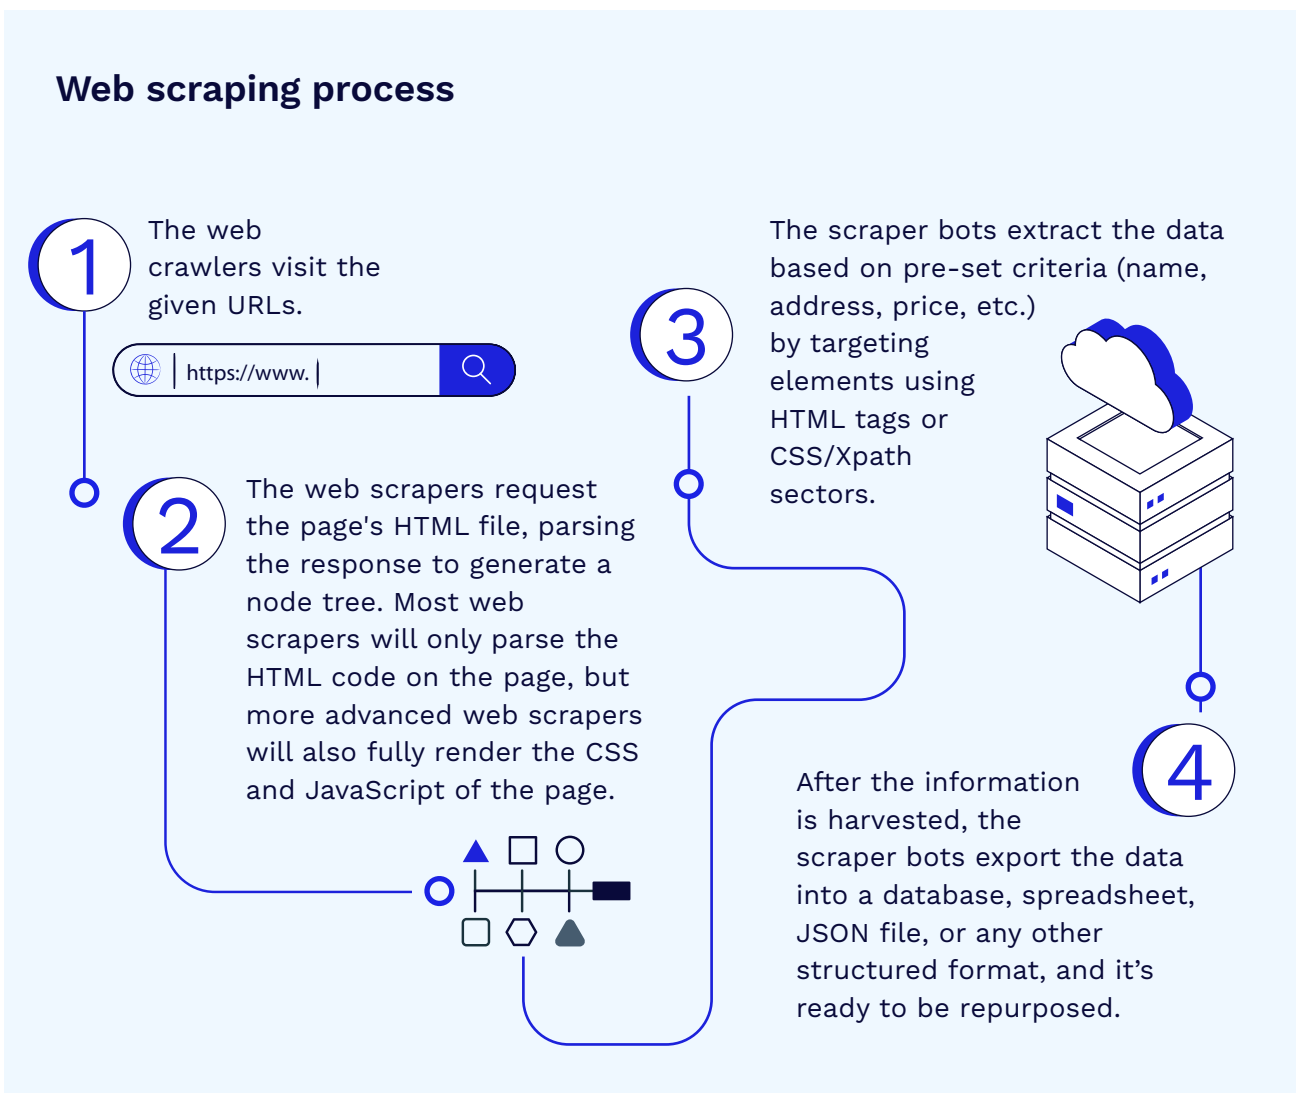 Web scraping process
1
The web
crawlers visit the
given URLs.
https://www.
2
The web scrapers request
the page's HTML file, parsing
the response to generate a
node tree. Most web
scrapers will only parse the
HTML code on the page, but
more advanced web scrapers
will also fully render the CSS
and JavaScript of the page.
3
The scraper bots extract the data
based on pre-set criteria (name,
address, price, etc.)
by targeting
elements using
HTML tags or
CSS/Xpath
sectors.
4
After the information
is harvested, the
scraper bots export the data
into a database, spreadsheet,
JSON file, or any other
structured format, and it’s
ready to be repurposed.